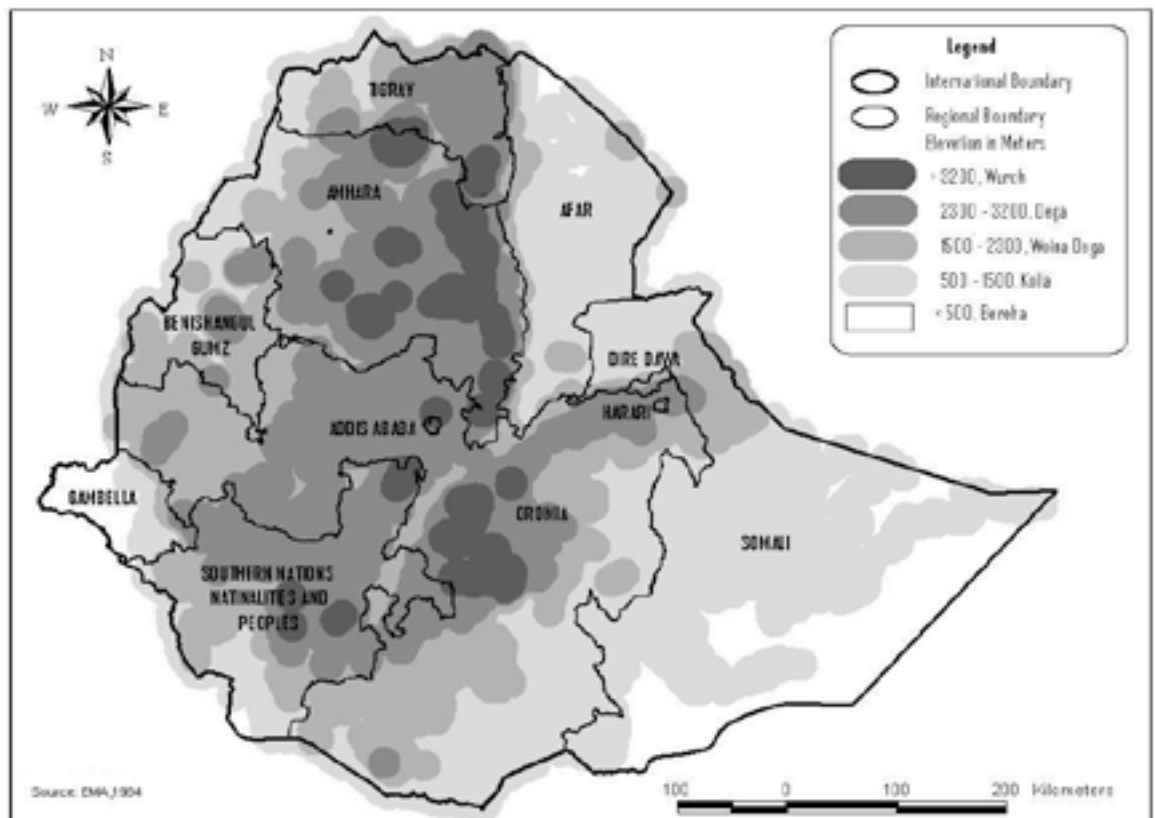 N
W E
S
Legend
International Boundary
Regional Boundary
Elevation in Meters
> 3200, Wurch
2300 - 3200, Dega
1500 - 2300, Woina Dega
500 - 1500, Kolla
< 500, Bereha
TIGRAY
AMHARA
AFAR
BENISHANGUL
GUMZ
DIRE DAWA
HARARI
ADDIS ABABA
GAMBELLA
OROMIA
SOMALI
SOUTHERN NATIONS
NATINALITIES AND
PEOPLES
Source: EMA,1984
100 0 100 200 Kilometers